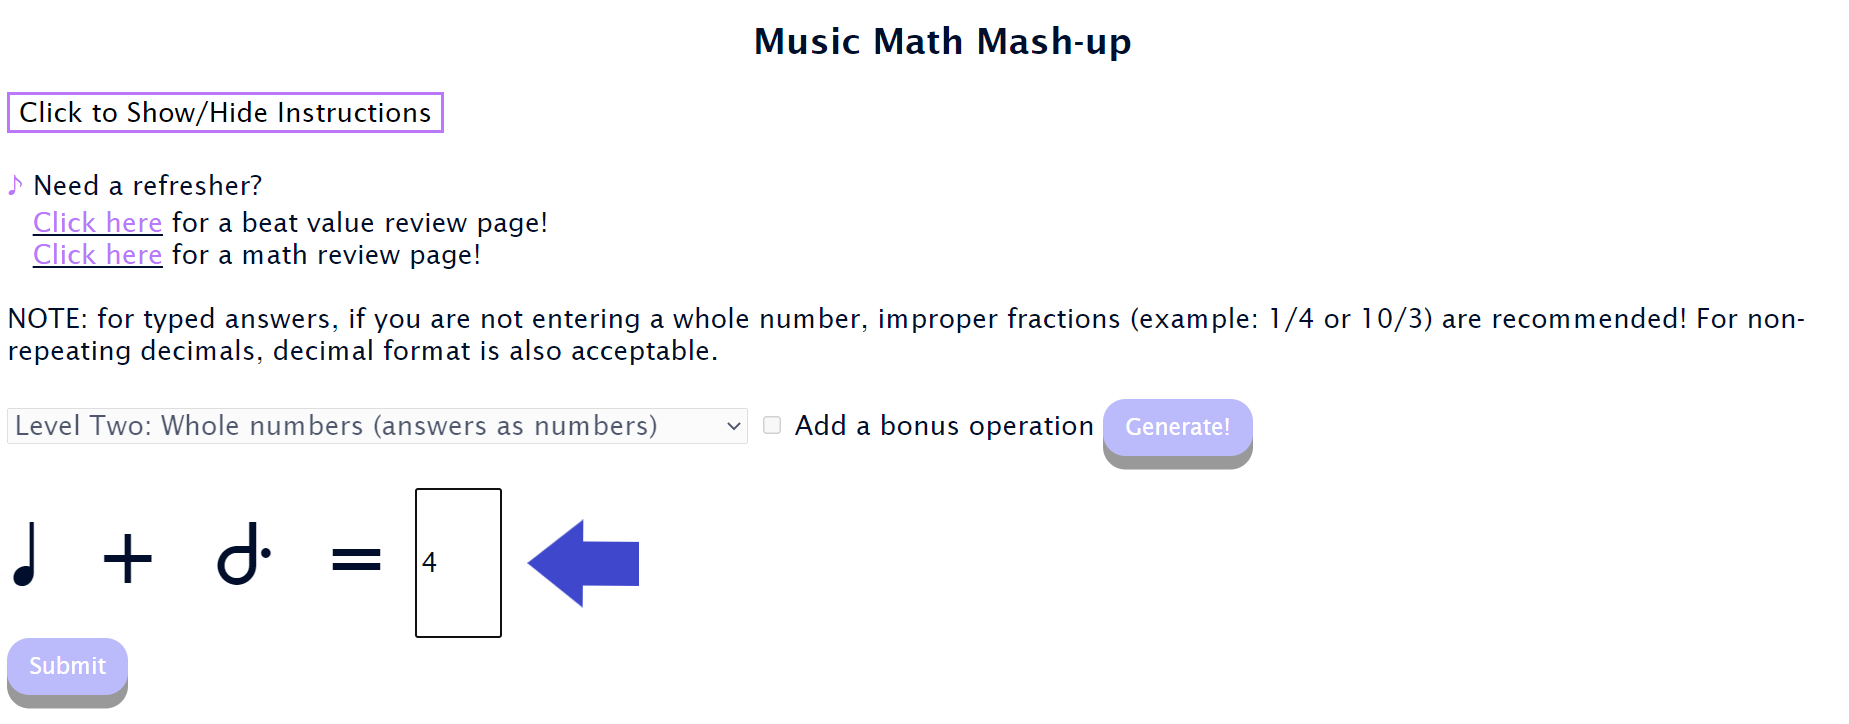 Music Math Mash-up
Click to Show/Hide Instructions
♪ Need a refresher?
Click here for a beat value review page!
Click here for a math review page!
NOTE: for typed answers, if you are not entering a whole number, improper fractions (example: 1/4 or 10/3) are recommended! For non-
repeating decimals, decimal format is also acceptable.
Level Two: Whole numbers (answers as numbers) Add a bonus operation Generate!
+ = 4
Submit